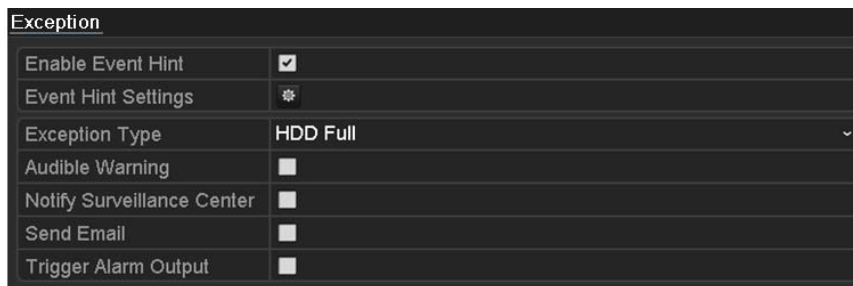 Exception
Enable Event Hint
Event Hint Settings
Exception Type HDD Full
Audible Warning
Notify Surveillance Center
Send Email
Trigger Alarm Output